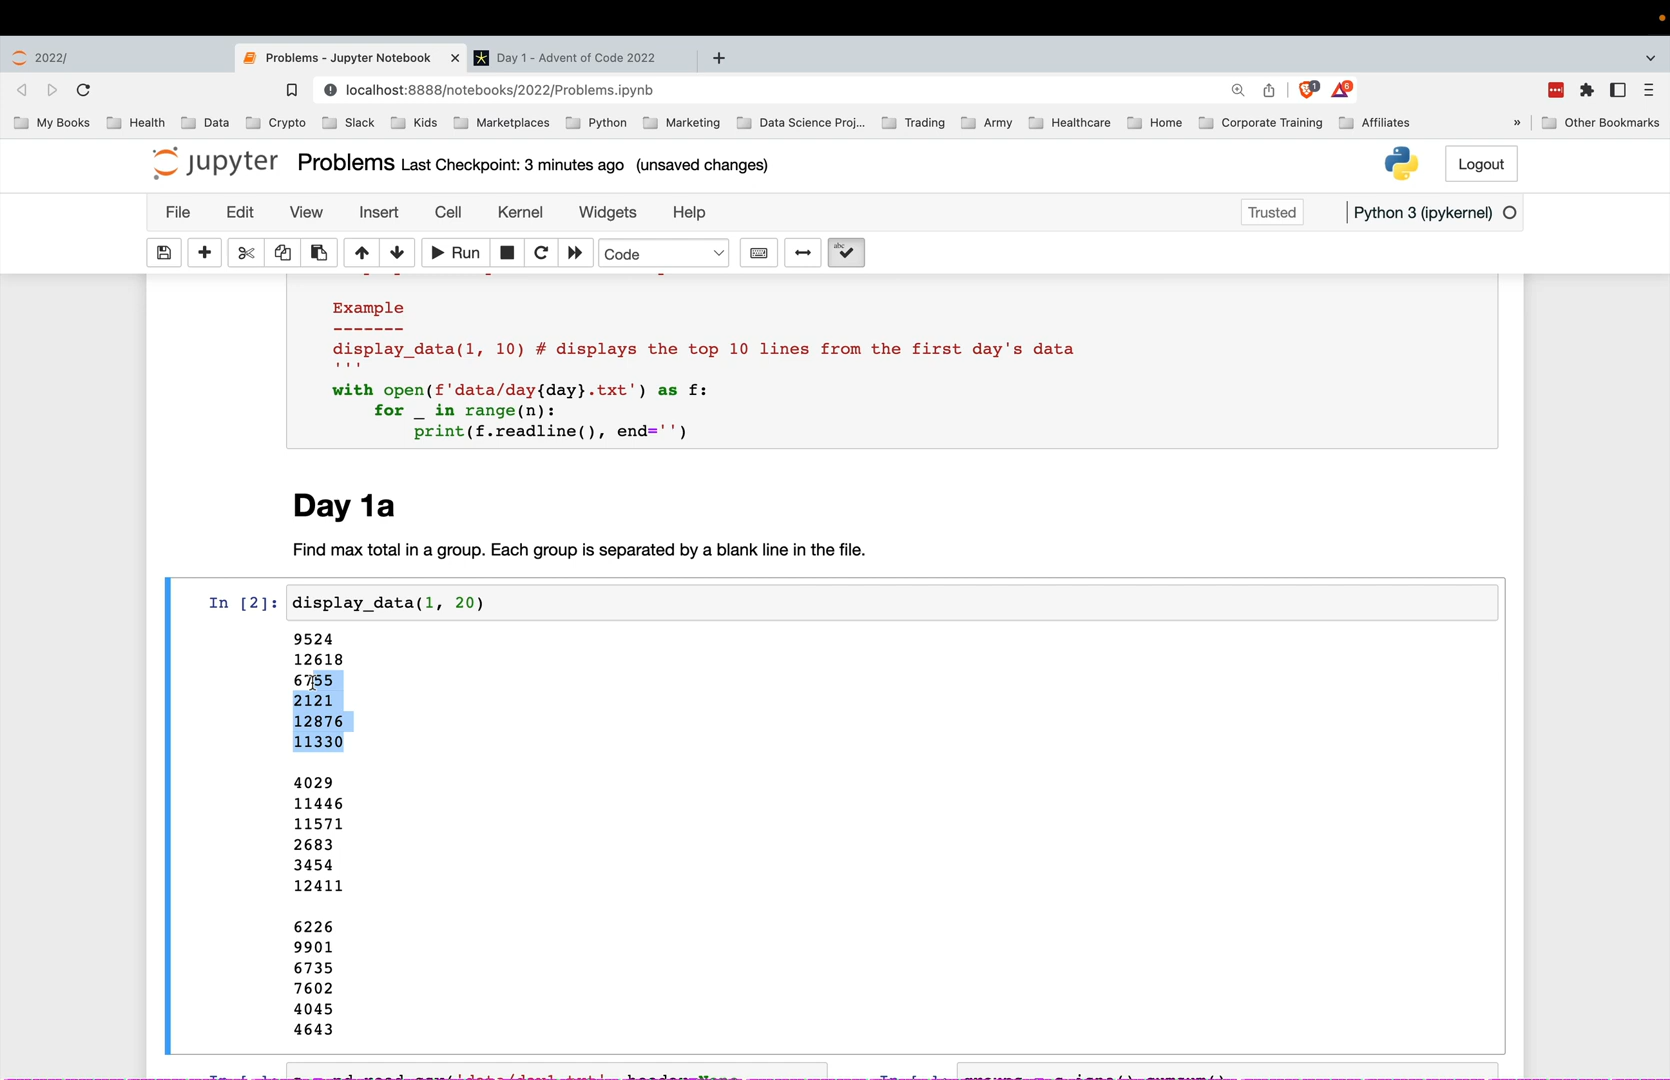 2022/
Problems - Jupyter Notebook
Day 1 - Advent of Code 2022
localhost:8888/notebooks/2022/Problems.ipynb
1
6
My Books
Health
Data
Crypto
Slack
Kids
Marketplaces
Python
Marketing
Data Science Proj...
Trading
Army
Healthcare
Home
Corporate Training
Affiliates
»
Other Bookmarks
jupyter
Problems Last Checkpoint: 3 minutes ago (unsaved changes)
Logout
File
Edit
View
Insert
Cell
Kernel
Widgets
Help
Trusted
Python 3 (ipykernel)
Run
Code
abc
Example
-------
display_data(1, 10) # displays the top 10 lines from the first day's data
'''
with open(f'data/day{day}.txt') as f:
for _ in range(n):
print(f.readline(), end='')
Day 1a
Find max total in a group. Each group is separated by a blank line in the file.
In [2]: display_data(1, 20)
9524
12618
6755
2121
12876
11330
4029
11446
11571
2683
3454
12411
6226
9901
6735
7602
4045
4643